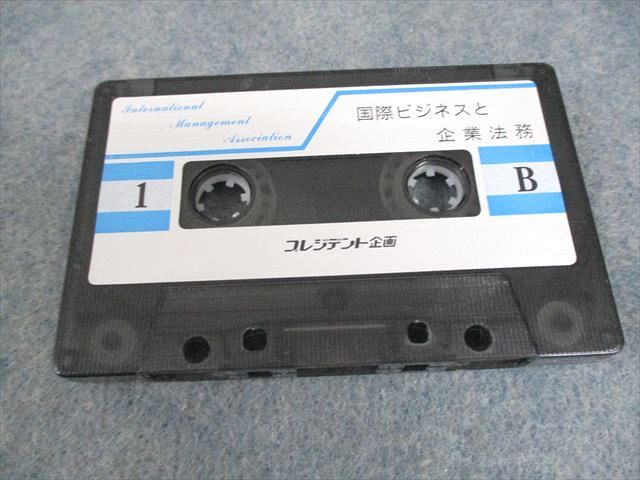 International
Management
Association
国際ビジネスと
企業法務
1
B
プレジデント企画